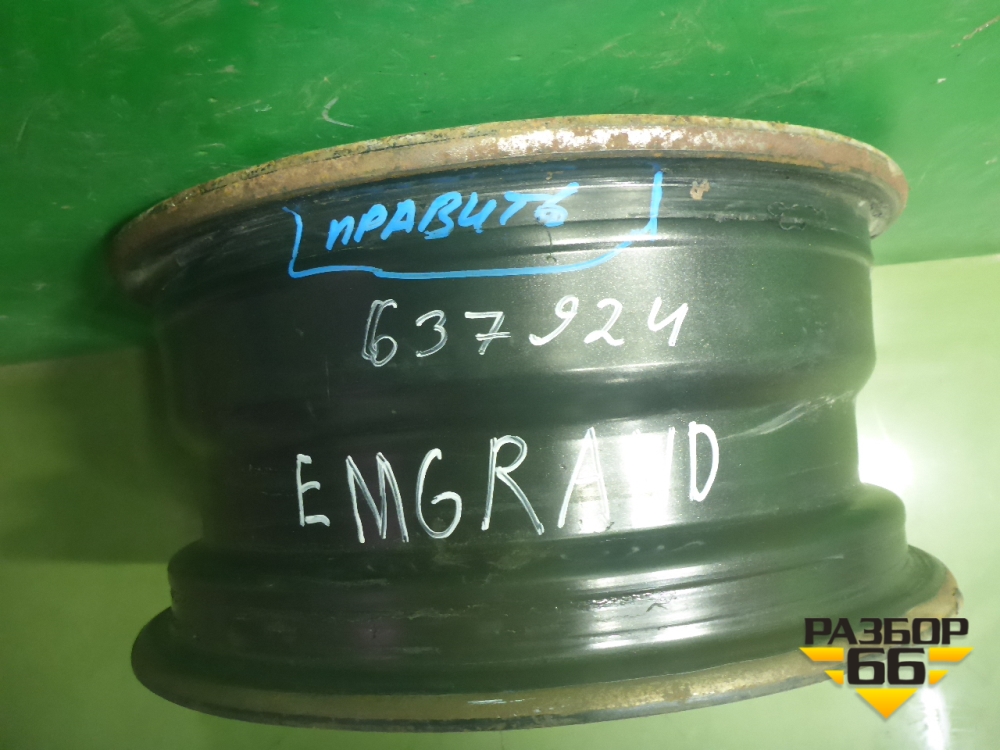 ПРАВИТЬ
637924
EMGRAND
РАЗБОР
66